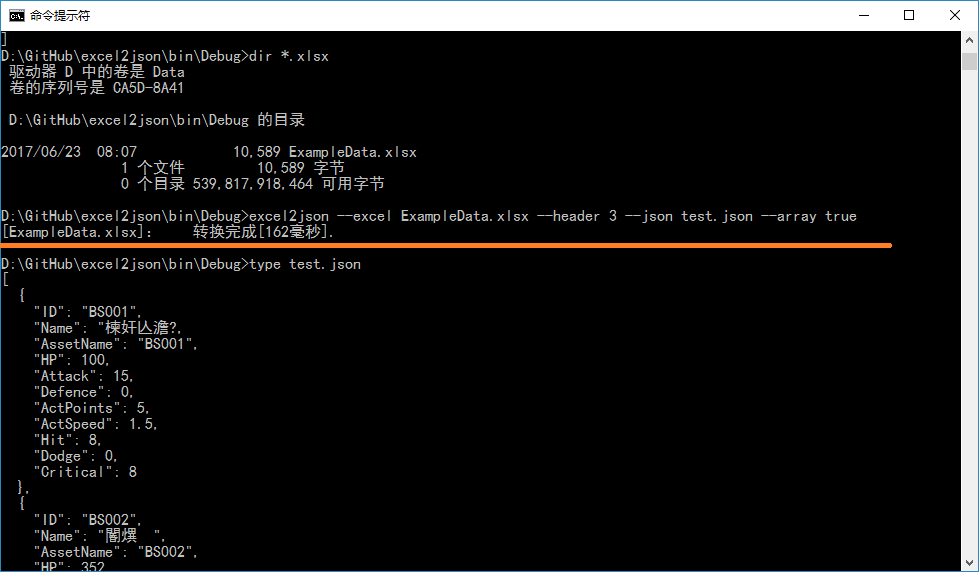 命令提示符
]
D:\GitHub\excel2json\bin\Debug>dir *.xlsx
驱动器 D 中的卷是 Data
卷的序列号是 CA5D-8A41
D:\GitHub\excel2json\bin\Debug 的目录
2017/06/23  08:07            10,589 ExampleData.xlsx
1 个文件         10,589 字节
0 个目录 539,817,918,464 可用字节
D:\GitHub\excel2json\bin\Debug>excel2json --excel ExampleData.xlsx --header 3 --json test.json --array true
[ExampleData.xlsx]:    转换完成[162毫秒].
D:\GitHub\excel2json\bin\Debug>type test.json
[
{
"ID": "BS001",
"Name": "楝奸亾澹?,
"AssetName": "BS001",
"HP": 100,
"Attack": 15,
"Defence": 0,
"ActPoints": 5,
"ActSpeed": 1.5,
"Hit": 8,
"Dodge": 0,
"Critical": 8
},
{
"ID": "BS002",
"Name": "闇熼  ",
"AssetName": "BS002",
"HP": 352